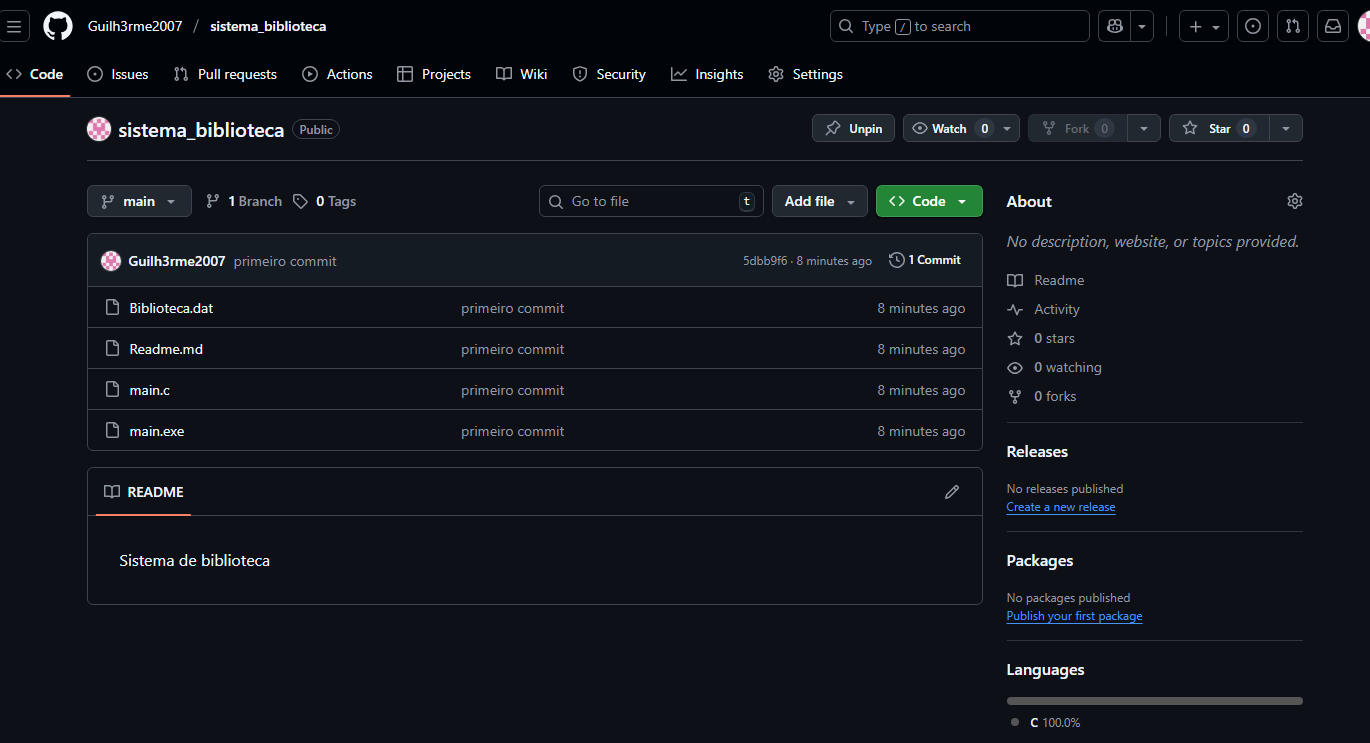 Guilh3rme2007 / sistema_biblioteca
Type / to search
Code Issues Pull requests Actions Projects Wiki Security Insights Settings
sistema_biblioteca Public
Unpin Watch 0 Fork 0 Star 0
main 1 Branch 0 Tags Go to file t Add file Code
Guilh3rme2007 primeiro commit 5dbb9f6 · 8 minutes ago 1 Commit
Biblioteca.dat primeiro commit 8 minutes ago
Readme.md primeiro commit 8 minutes ago
main.c primeiro commit 8 minutes ago
main.exe primeiro commit 8 minutes ago
README
Sistema de biblioteca
About
No description, website, or topics provided.
Readme
Activity
0 stars
0 watching
0 forks
Releases
No releases published
Create a new release
Packages
No packages published
Publish your first package
Languages
C 100.0%